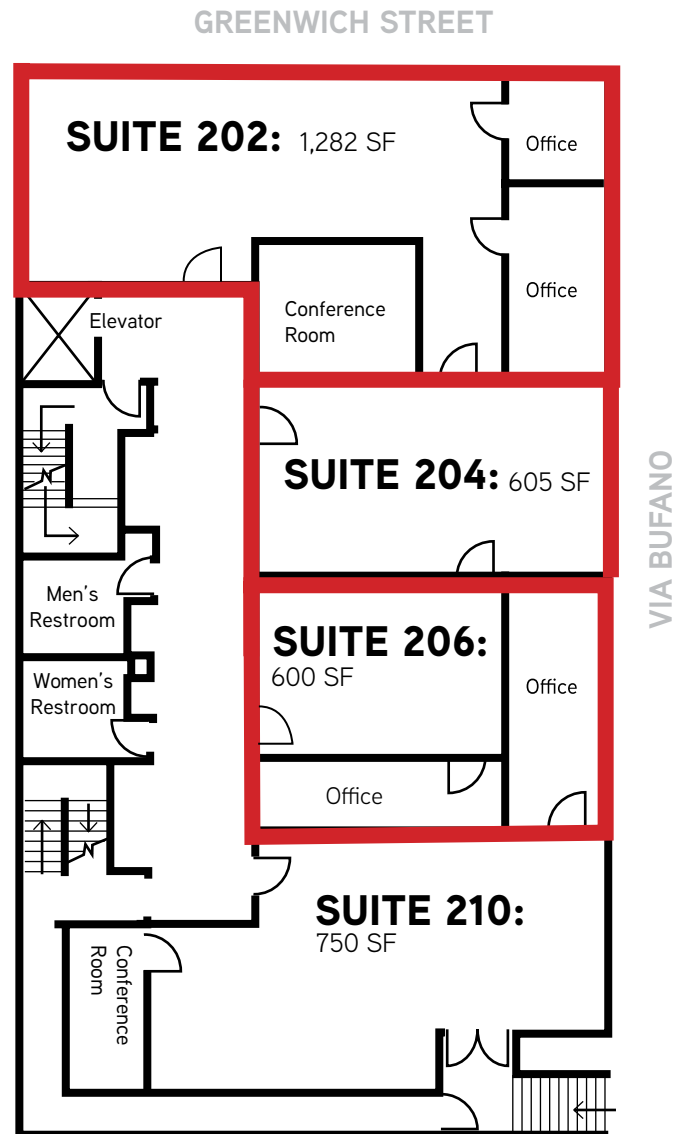 GREENWICH STREET
SUITE 202: 1,282 SF
Office
Office
Conference
Room
Elevator
SUITE 204: 605 SF
VIA BUFANO
Men's
Restroom
SUITE 206:
600 SF
Women's
Restroom
Office
Office
SUITE 210:
750 SF
Conference
Room